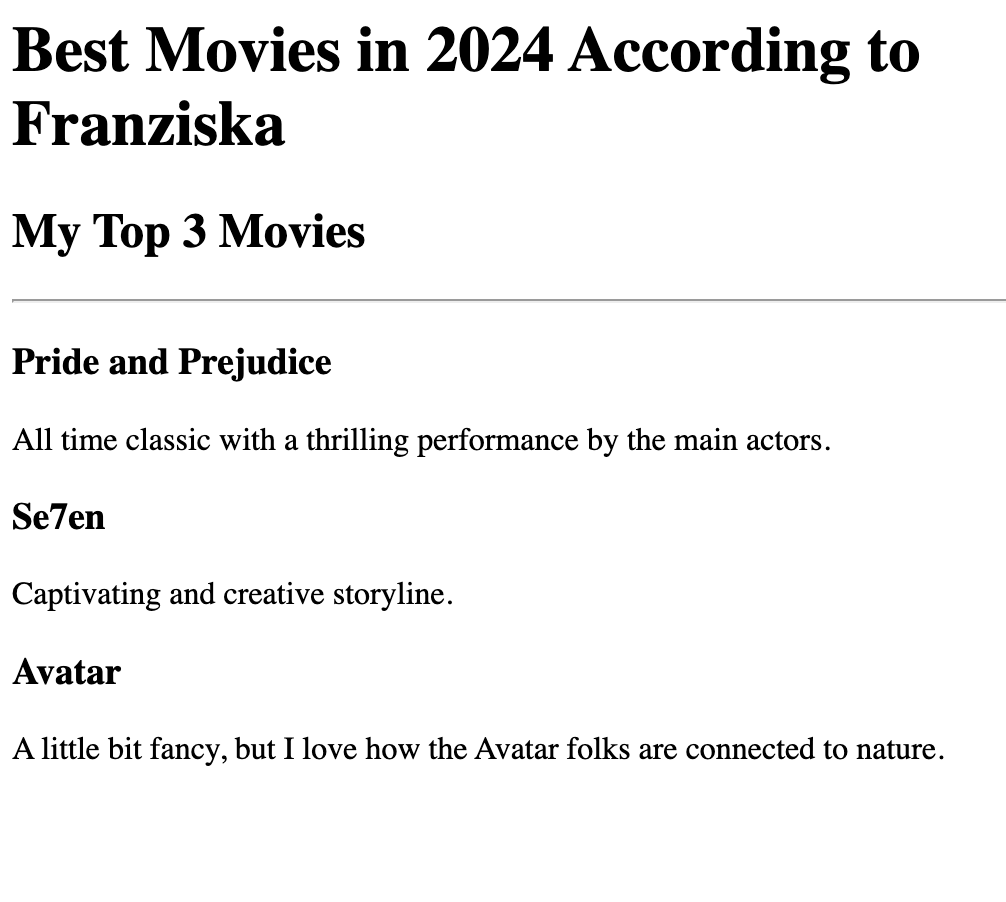 Best Movies in 2024 According to
Franziska
My Top 3 Movies
Pride and Prejudice
All time classic with a thrilling performance by the main actors.
Se7en
Captivating and creative storyline.
Avatar
A little bit fancy, but I love how the Avatar folks are connected to nature.